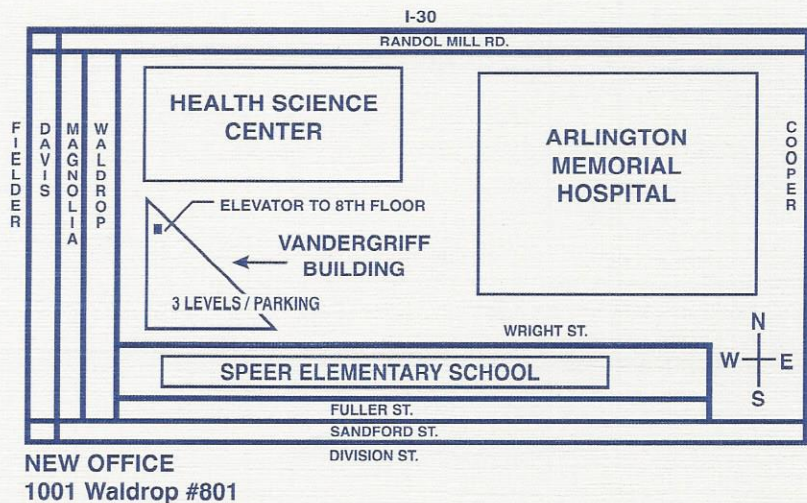 I-30
RANDOL MILL RD.
FIELDER
DAVIS
MAGNOLIA
WALDROP
HEALTH SCIENCE
CENTER
ARLINGTON
MEMORIAL
HOSPITAL
COOPER
ELEVATOR TO 8TH FLOOR
VANDERGRIFF
BUILDING
3 LEVELS / PARKING
WRIGHT ST.
N
W E
S
SPEER ELEMENTARY SCHOOL
FULLER ST.
SANDFORD ST.
DIVISION ST.
NEW OFFICE
1001 Waldrop #801